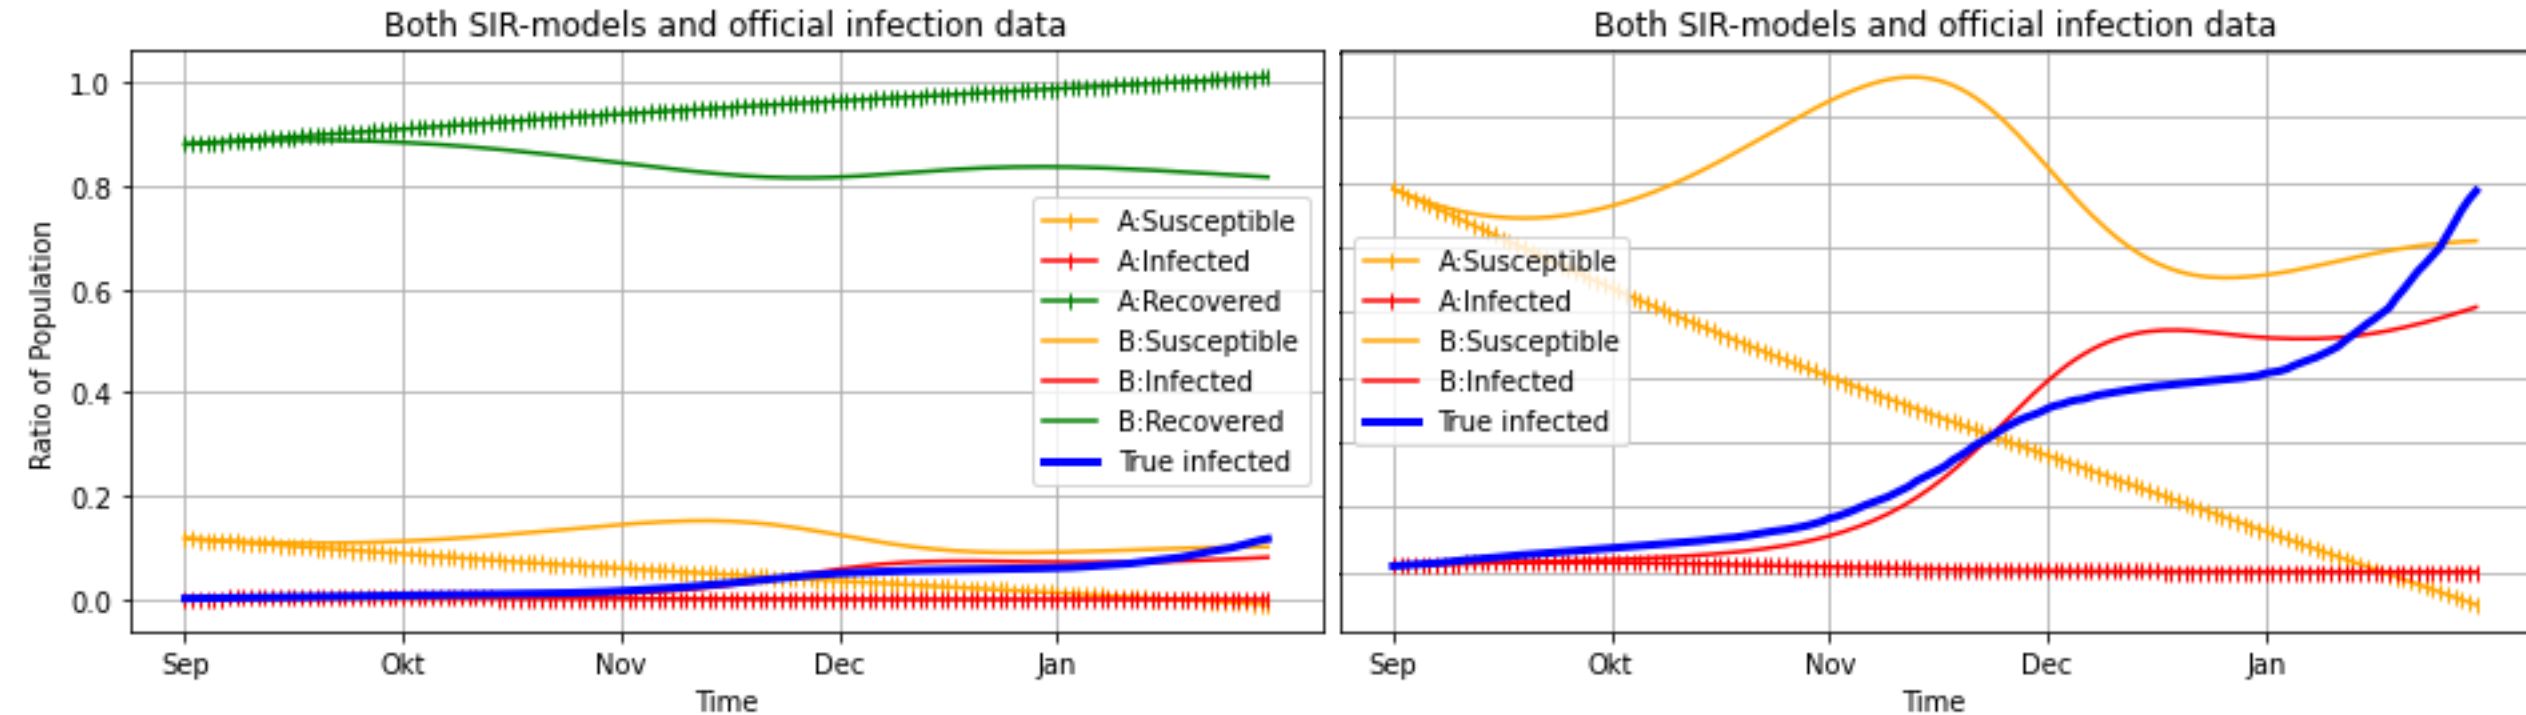 Both SIR-models and official infection data
Ratio of Population
1.0
0.8
0.6
0.4
0.2
0.0
A:Susceptible
A:Infected
A:Recovered
B:Susceptible
B:Infected
B:Recovered
True infected
Sep Okt Nov Dec Jan
Time
Both SIR-models and official infection data
A:Susceptible
A:Infected
B:Susceptible
B:Infected
True infected
Sep Okt Nov Dec Jan
Time